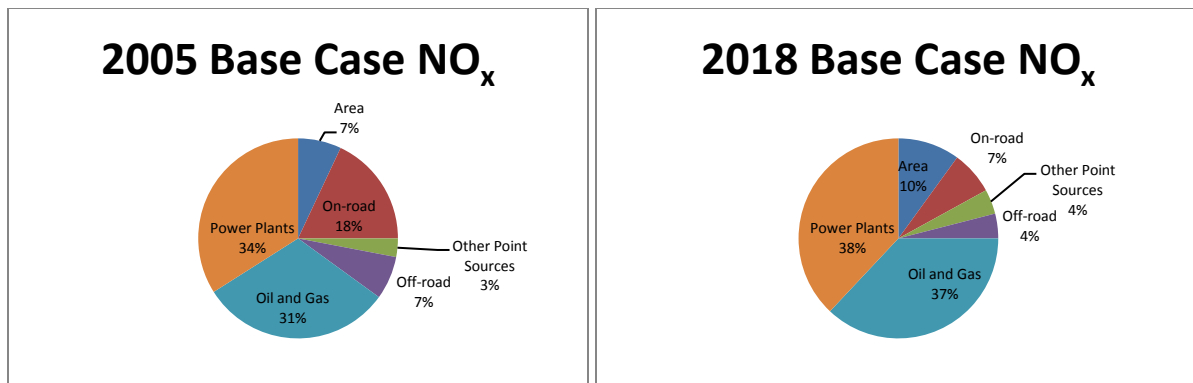 2005 Base Case NOx
Area
7%
On-road
18%
Other Point
Sources
3%
Off-road
7%
Oil and Gas
31%
Power Plants
34%
2018 Base Case NOx
Area
10%
On-road
7%
Other Point
Sources
4%
Off-road
4%
Oil and Gas
37%
Power Plants
38%